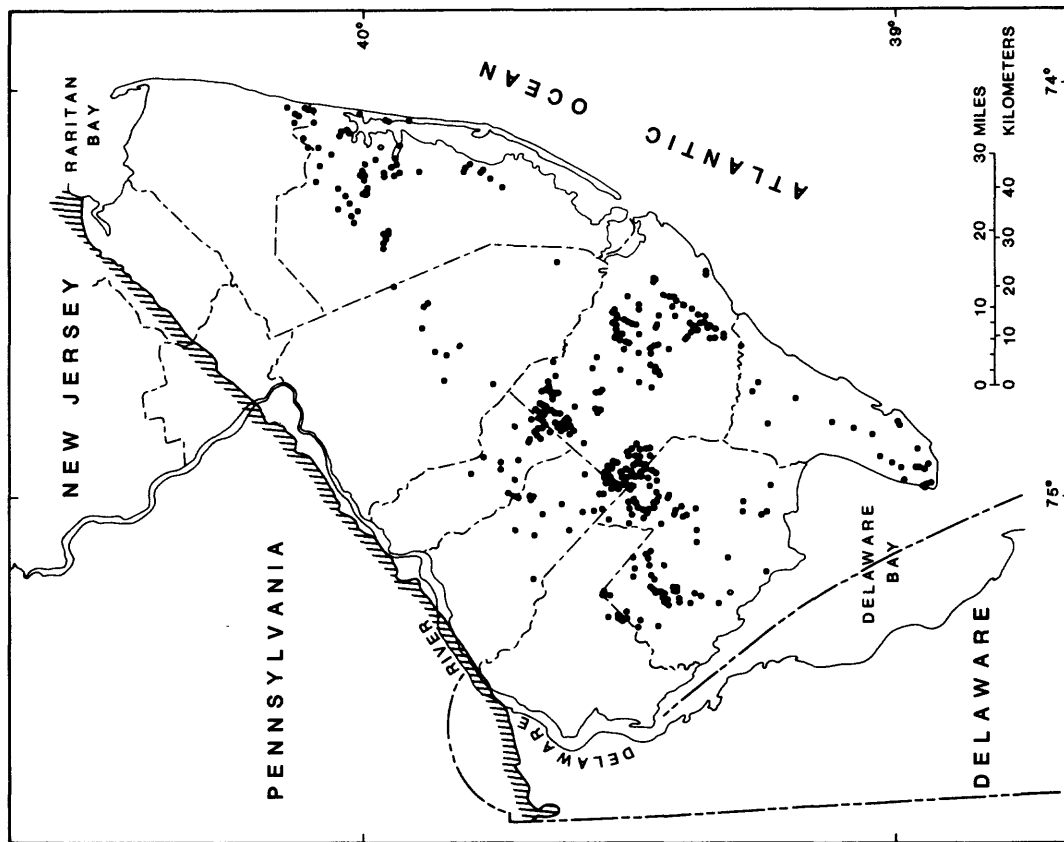 RARITAN
BAY
NEW JERSEY
40°
PENNSYLVANIA
ATLANTIC OCEAN
DELAWARE RIVER
30 MILES
KILOMETERS
0 10 20 30
0 10 20 30 40
DELAWARE
BAY
39°
DELAWARE
75°
74°